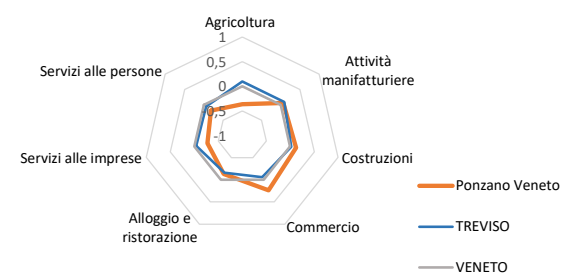 Agricoltura
1
0,5
0
-0,5
-1
Attività
manifatturiere
Costruzioni
Commercio
Alloggio e
ristorazione
Servizi alle imprese
Servizi alle persone
Ponzano Veneto
TREVISO
VENETO